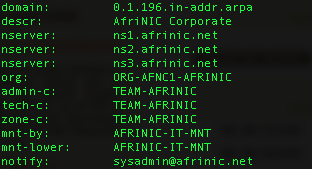 domain: 0.1.196.in-addr.arpa
descr: AfriNIC Corporate
nserver: ns1.afrinic.net
nserver: ns2.afrinic.net
nserver: ns3.afrinic.net
org: ORG-AFNC1-AFRINIC
admin-c: TEAM-AFRINIC
tech-c: TEAM-AFRINIC
zone-c: TEAM-AFRINIC
mnt-by: AFRINIC-IT-MNT
mnt-lower: AFRINIC-IT-MNT
notify: sysadmin@afrinic.net